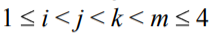 1 ≤ i < j < k < m ≤ 4